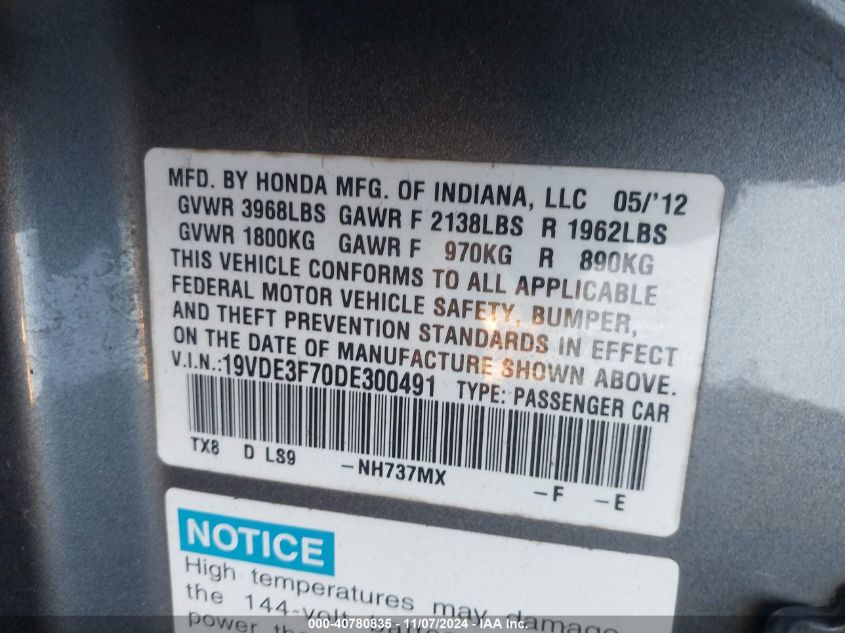 MFD. BY HONDA MFG. OF INDIANA, LLC 05/'12
GVWR 3968LBS GAWR F 2138LBS R 1962LBS
GVWR 1800KG GAWR F 970KG R 890KG
THIS VEHICLE CONFORMS TO ALL APPLICABLE
FEDERAL MOTOR VEHICLE SAFETY, BUMPER,
AND THEFT PREVENTION STANDARDS IN EFFECT
ON THE DATE OF MANUFACTURE SHOWN ABOVE.
V.I.N.:19VDE3F70DE300491 TYPE: PASSENGER CAR
TX8 D LS9 -NH737MX -F -E
NOTICE
High temperatures may damage
the 144-volt
power
000-40780835 - 11/07/2024 - IAA Inc.